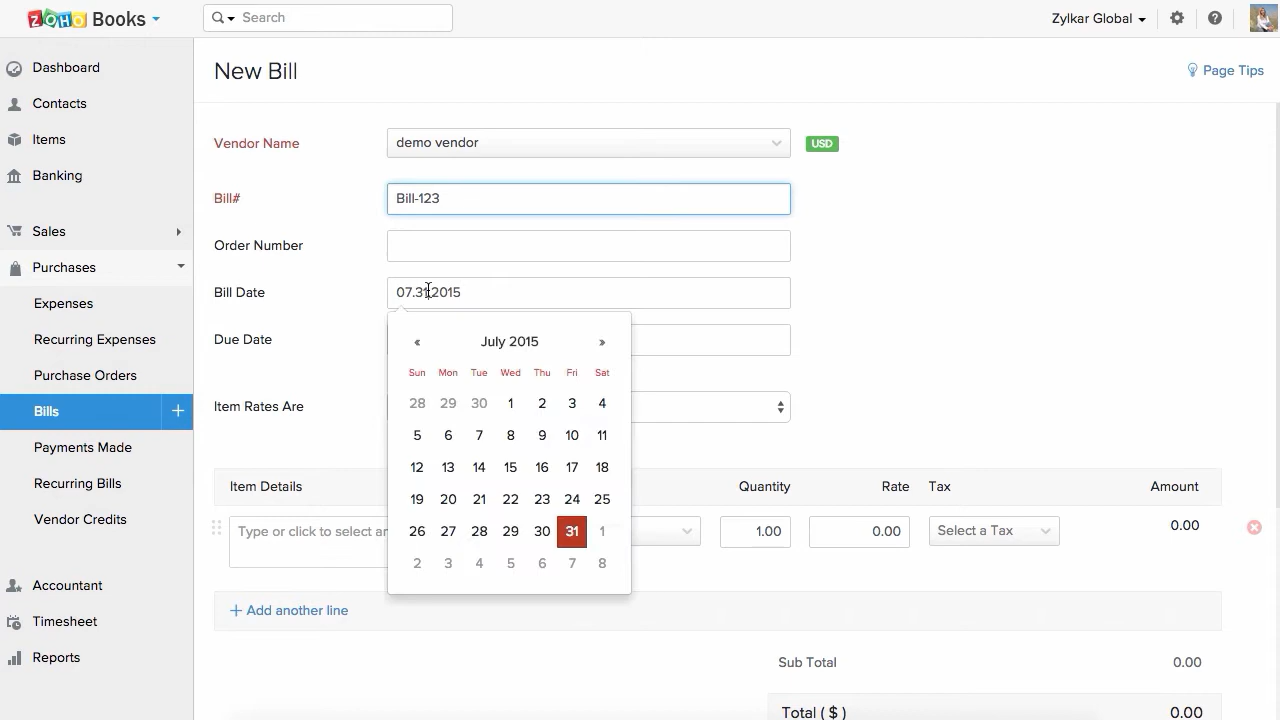 ZOHO Books
Search
Zylkar Global
Dashboard
Contacts
Items
Banking
Sales
Purchases
Expenses
Recurring Expenses
Purchase Orders
Bills
+
Payments Made
Recurring Bills
Vendor Credits
Accountant
Timesheet
Reports
New Bill
Page Tips
Vendor Name
demo vendor
USD
Bill#
Bill-123
Order Number
Bill Date
07.31.2015
Due Date
Item Rates Are
« July 2015 »
Sun Mon Tue Wed Thu Fri Sat
28 29 30 1 2 3 4
5 6 7 8 9 10 11
12 13 14 15 16 17 18
19 20 21 22 23 24 25
26 27 28 29 30 31 1
2 3 4 5 6 7 8
Item Details Quantity Rate Tax Amount
Type or click to select an 1.00 0.00 Select a Tax 0.00
+ Add another line
Sub Total 0.00
Total ( $ ) 0.00